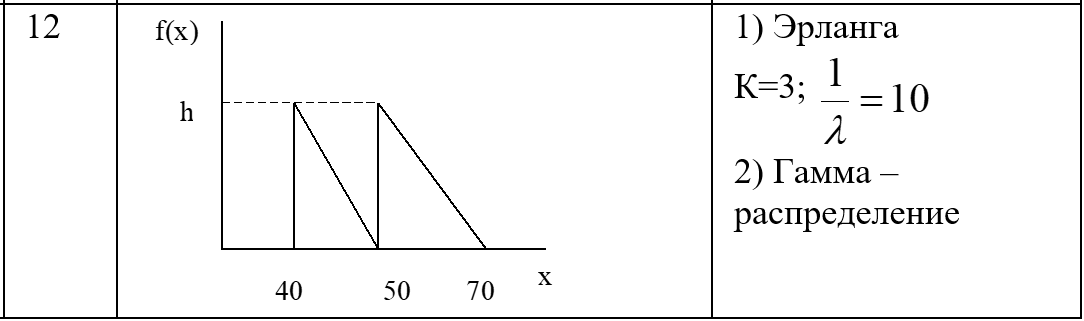 12
f(x)
h
40 50 70
x
1) Эрланга
К=3; 1/λ = 10
2) Гамма –
распределение